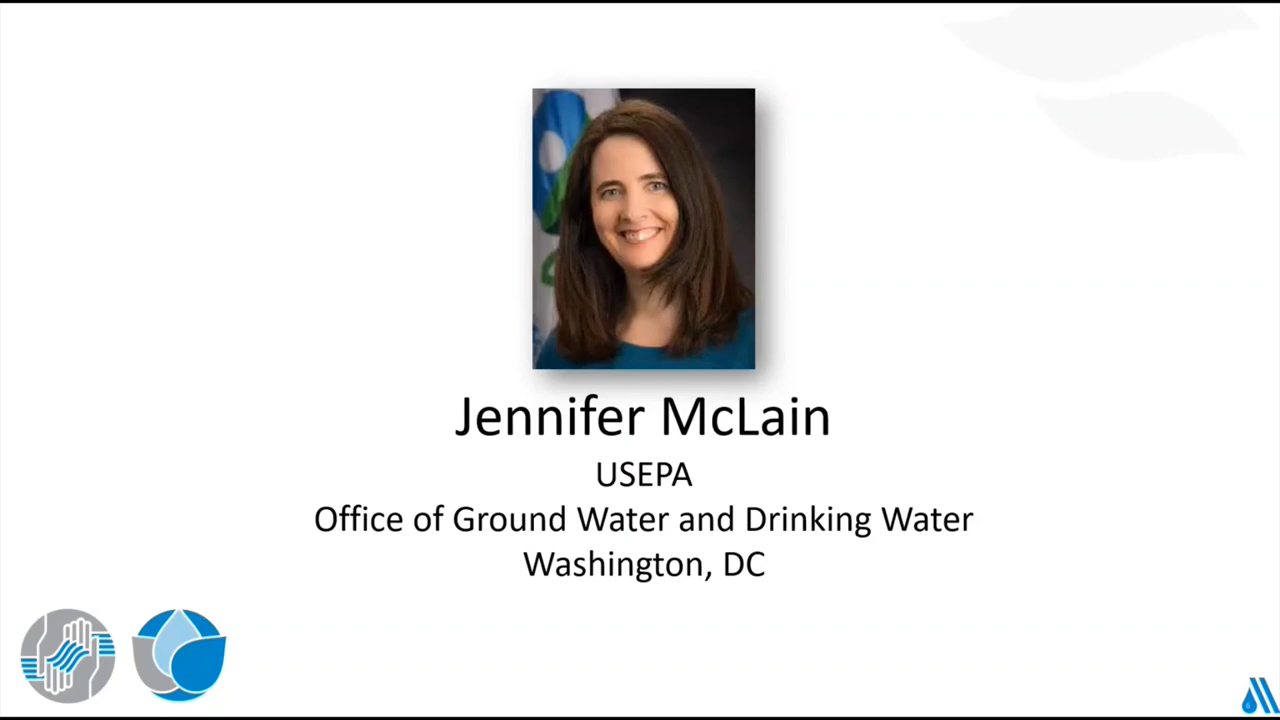 Jennifer McLain
USEPA
Office of Ground Water and Drinking Water
Washington, DC